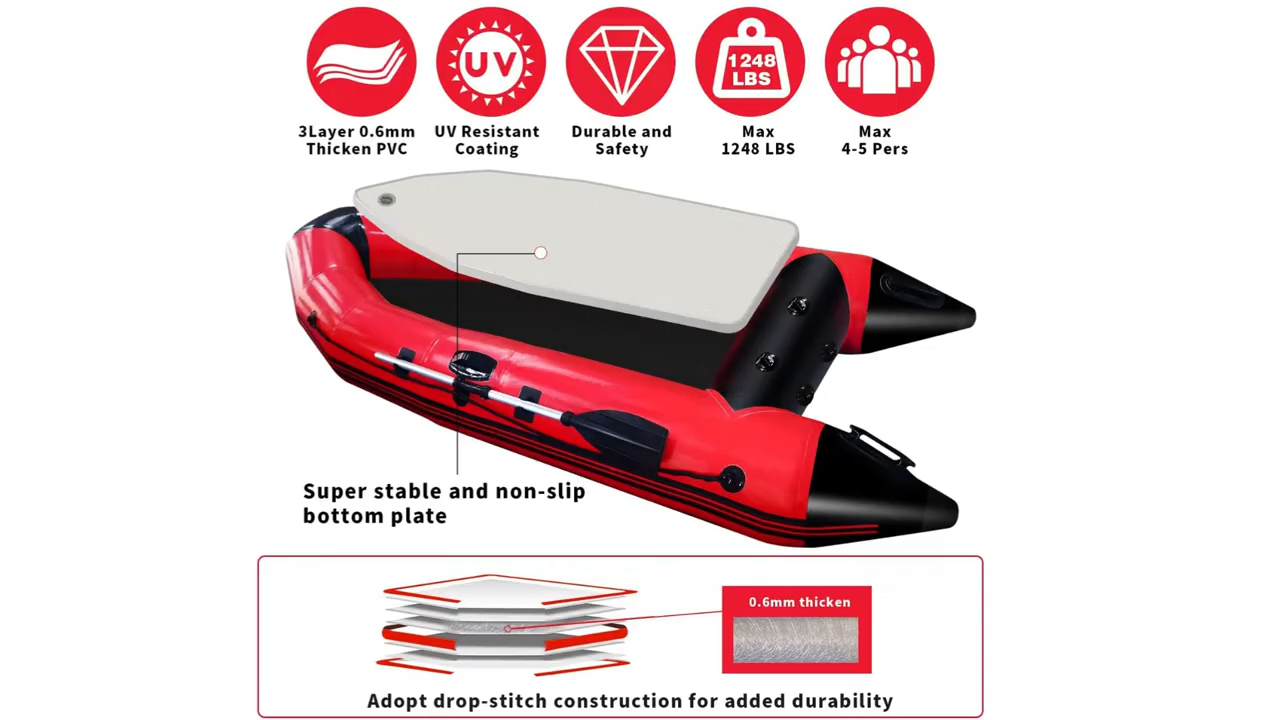 UV
1248
LBS
3Layer 0.6mm
Thicken PVC
UV Resistant
Coating
Durable and
Safety
Max
1248 LBS
Max
4-5 Pers
Super stable and non-slip
bottom plate
0.6mm thicken
Adopt drop-stitch construction for added durability